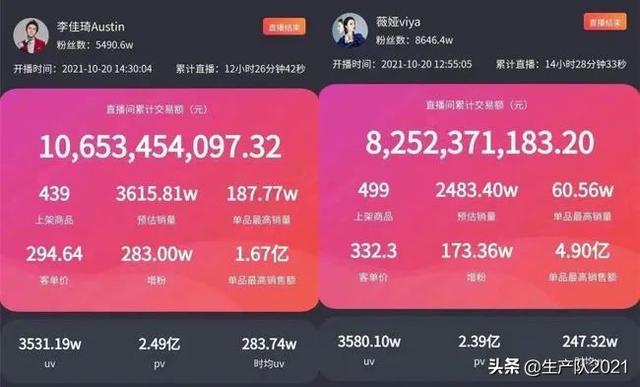 李佳琦Austin
直播结束
粉丝数：5490.6w
开播时间：2021-10-20 14:30:04
累计直播：12小时26分钟42秒
直播间累计交易额（元）
10,653,454,097.32
439 3615.81w 187.77w
上架商品 预估销量 单品最高销量
294.64 283.00w 1.67亿
客单价 增粉 单品最高销售额
3531.19w 2.49亿 283.74w
uv pv 时均uv
薇娅viya
直播结束
粉丝数：8646.4w
开播时间：2021-10-20 12:55:05
累计直播：14小时28分钟33秒
直播间累计交易额（元）
8,252,371,183.20
499 2483.40w 60.56w
上架商品 预估销量 单品最高销量
332.3 173.36w 4.90亿
客单价 增粉 单品最高销售额
3580.10w 2.39亿 247.32w
uv pv 时均uv
头条 @生产队2021